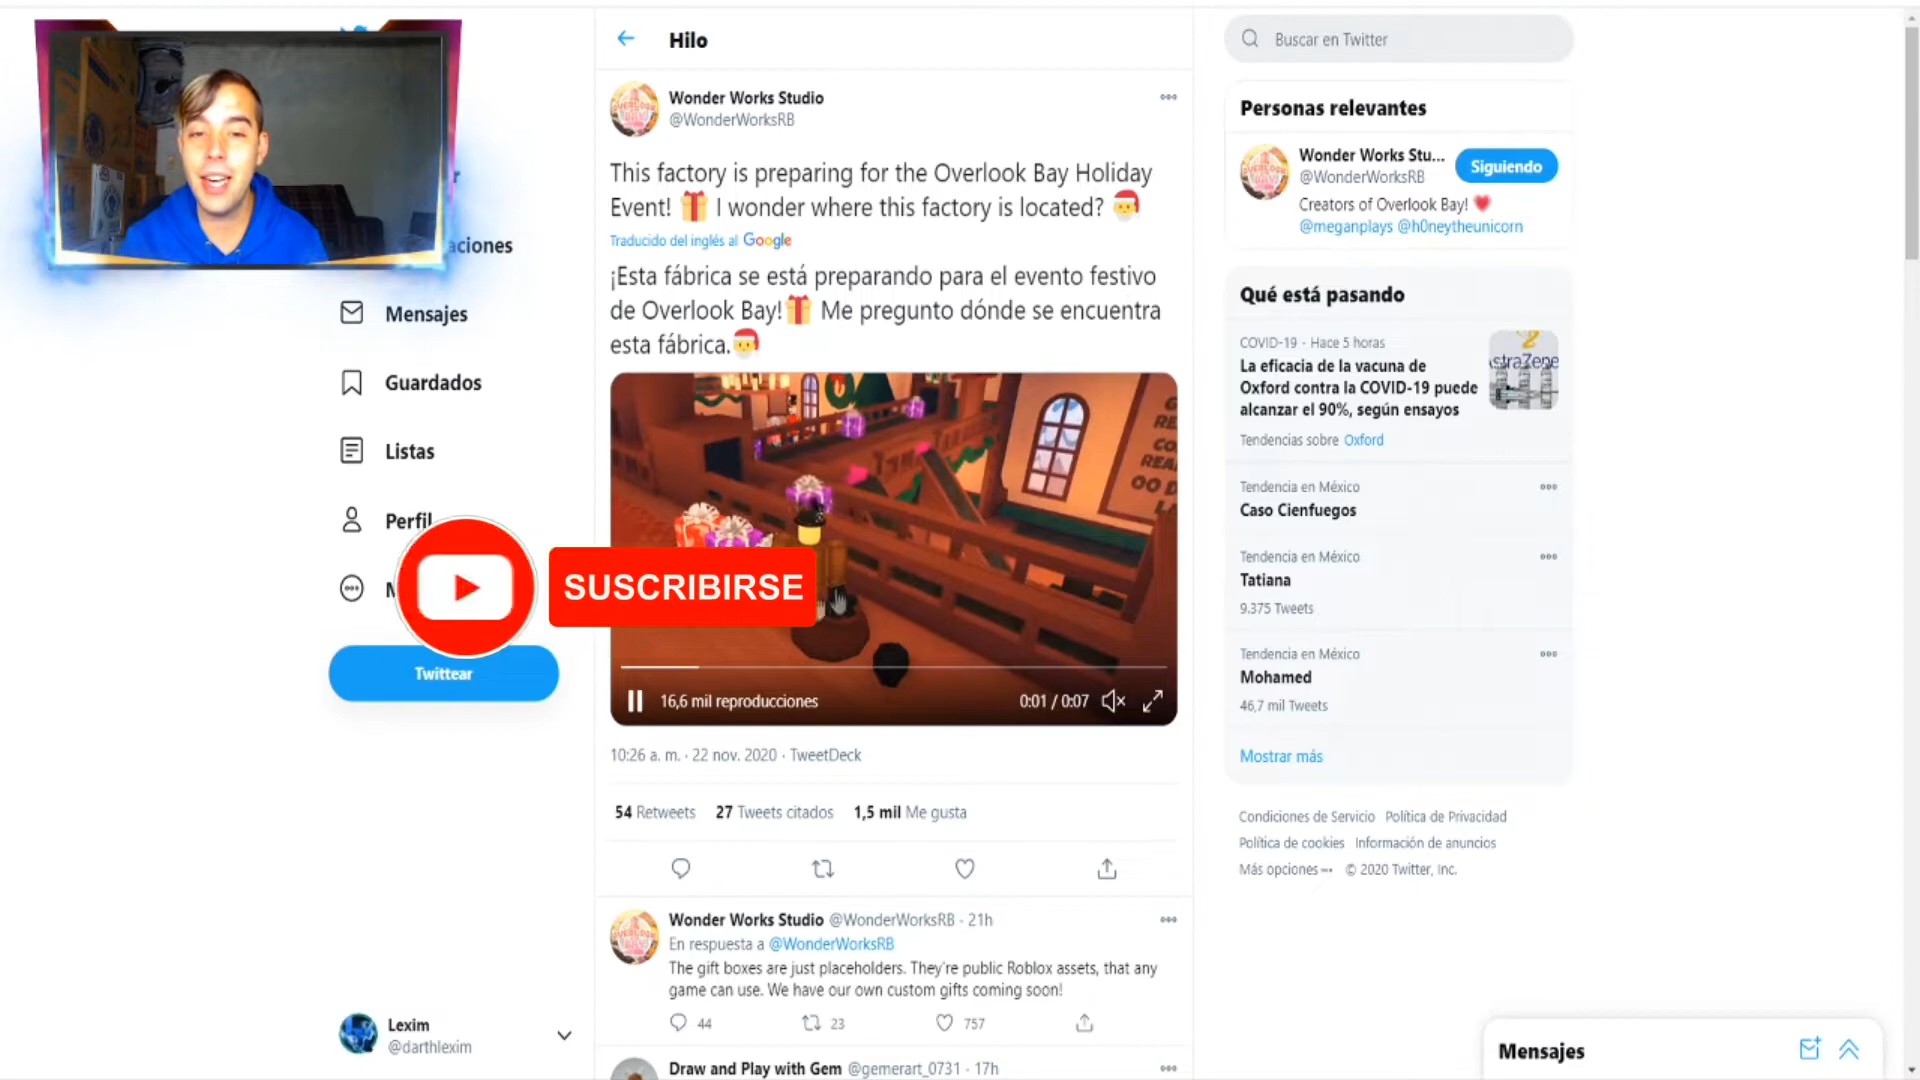 aciones
Mensajes
Guardados
Listas
Perfil
SUSCRIBIRSE
Twittear
Lexim
@darthlexim
Hilo
Wonder Works Studio
@WonderWorksRB
This factory is preparing for the Overlook Bay Holiday
Event! 🎁 I wonder where this factory is located? 🎅
Traducido del inglés al Google
¡Esta fábrica se está preparando para el evento festivo
de Overlook Bay!🎁 Me pregunto dónde se encuentra
esta fábrica.🎅
16,6 mil reproducciones
0:01 / 0:07
10:26 a. m. · 22 nov. 2020 · TweetDeck
54 Retweets 27 Tweets citados 1,5 mil Me gusta
Wonder Works Studio @WonderWorksRB · 21h
En respuesta a @WonderWorksRB
The gift boxes are just placeholders. They're public Roblox assets, that any
game can use. We have our own custom gifts coming soon!
44 23 757
Draw and Play with Gem @gemerart_0731 · 17h
Buscar en Twitter
Personas relevantes
Wonder Works Stu...
@WonderWorksRB
Siguiendo
Creators of Overlook Bay! ❤️
@meganplays @h0neytheunicorn
Qué está pasando
COVID-19 · Hace 5 horas
La eficacia de la vacuna de
Oxford contra la COVID-19 puede
alcanzar el 90%, según ensayos
Tendencias sobre Oxford
Tendencia en México
Caso Cienfuegos
Tendencia en México
Tatiana
9.375 Tweets
Tendencia en México
Mohamed
46,7 mil Tweets
Mostrar más
Condiciones de Servicio Política de Privacidad
Política de cookies Información de anuncios
Más opciones ··· © 2020 Twitter, Inc.
Mensajes